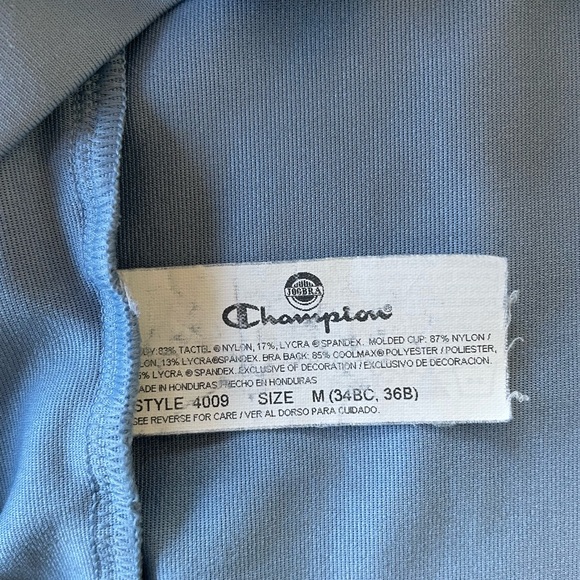 JOGBRA
Champion®
83% TACTEL ® NYLON, 17%, LYCRA ® SPANDEX. MOLDED CUP: 87% NYLON /
13% LYCRA®SPANDEX. BRA BACK: 85% COOLMAX® POLYESTER / POLIESTER,
LYCRA ® SPANDEX. EXCLUSIVE OF DECORATION / EXCLUSIVO DE DECORACION.
MADE IN HONDURAS / HECHO EN HONDURAS
STYLE 4009 SIZE M (34BC, 36B)
SEE REVERSE FOR CARE / VER AL DORSO PARA CUIDADO.